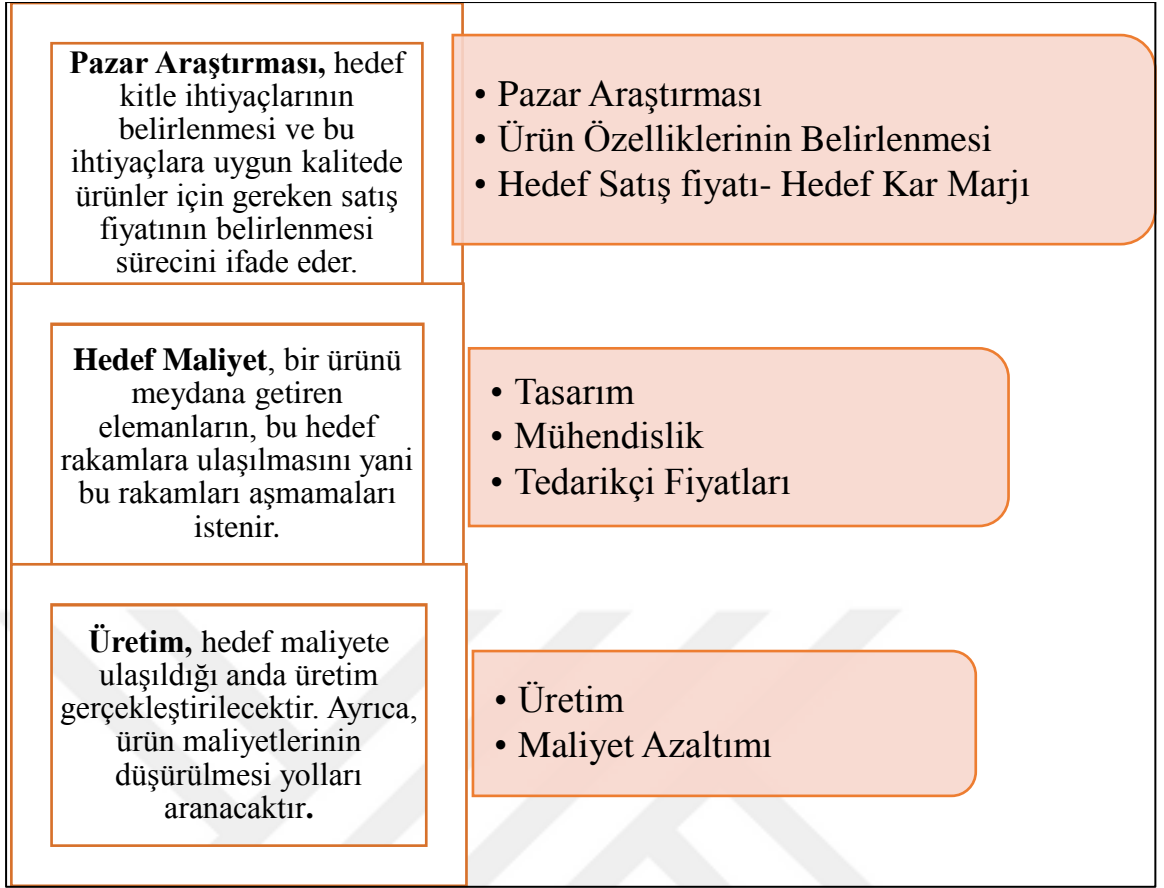 Pazar Araştırması, hedef
kitle ihtiyaçlarının
belirlenmesi ve bu
ihtiyaçlara uygun kalitede
ürünler için gereken satış
fiyatının belirlenmesi
sürecini ifade eder.
• Pazar Araştırması
• Ürün Özelliklerinin Belirlenmesi
• Hedef Satış fiyatı- Hedef Kar Marjı
Hedef Maliyet, bir ürünü
meydana getiren
elemanların, bu hedef
rakamlara ulaşılmasını yani
bu rakamları aşmamaları
istenir.
• Tasarım
• Mühendislik
• Tedarikçi Fiyatları
Üretim, hedef maliyete
ulaşıldığı anda üretim
gerçekleştirilecektir. Ayrıca,
ürün maliyetlerinin
düşürülmesi yolları
aranacaktır.
• Üretim
• Maliyet Azaltımı